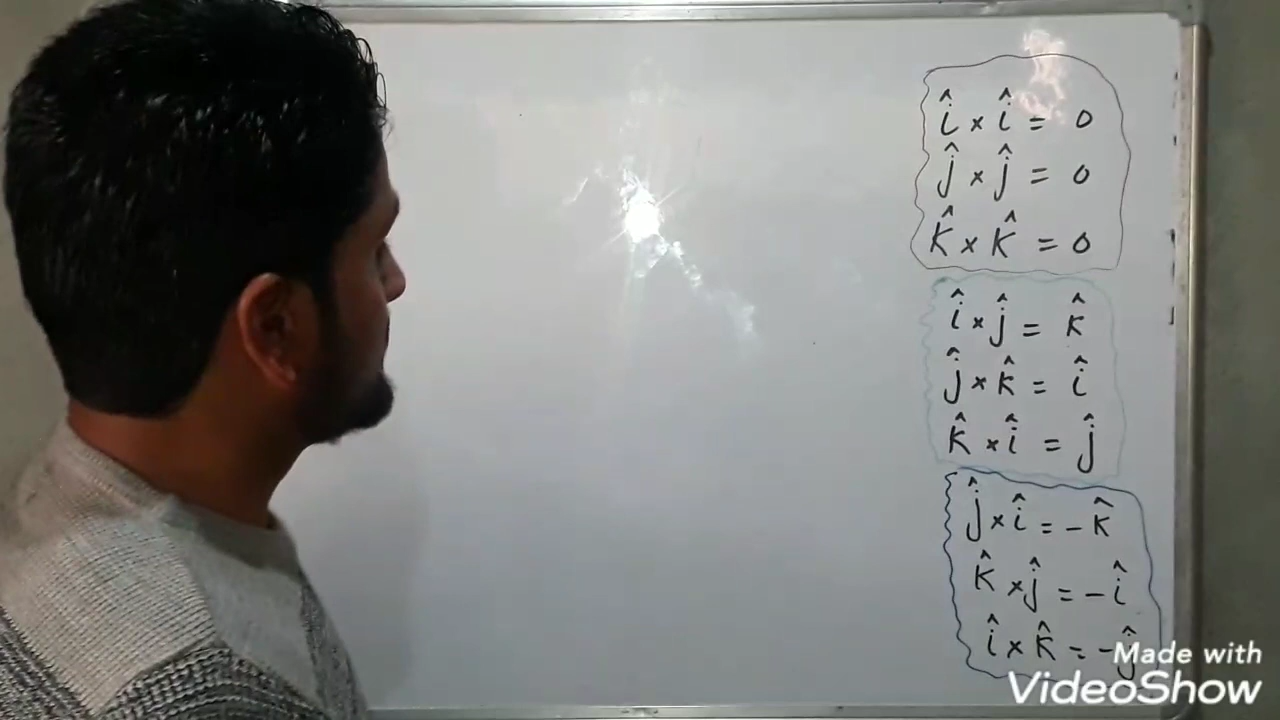 î × î = 0
ĵ × ĵ = 0
k̂ × k̂ = 0
î × ĵ = k̂
ĵ × k̂ = î
k̂ × î = ĵ
ĵ × î = - k̂
k̂ × ĵ = - î
î × k̂ = - ĵ
Made with
VideoShow